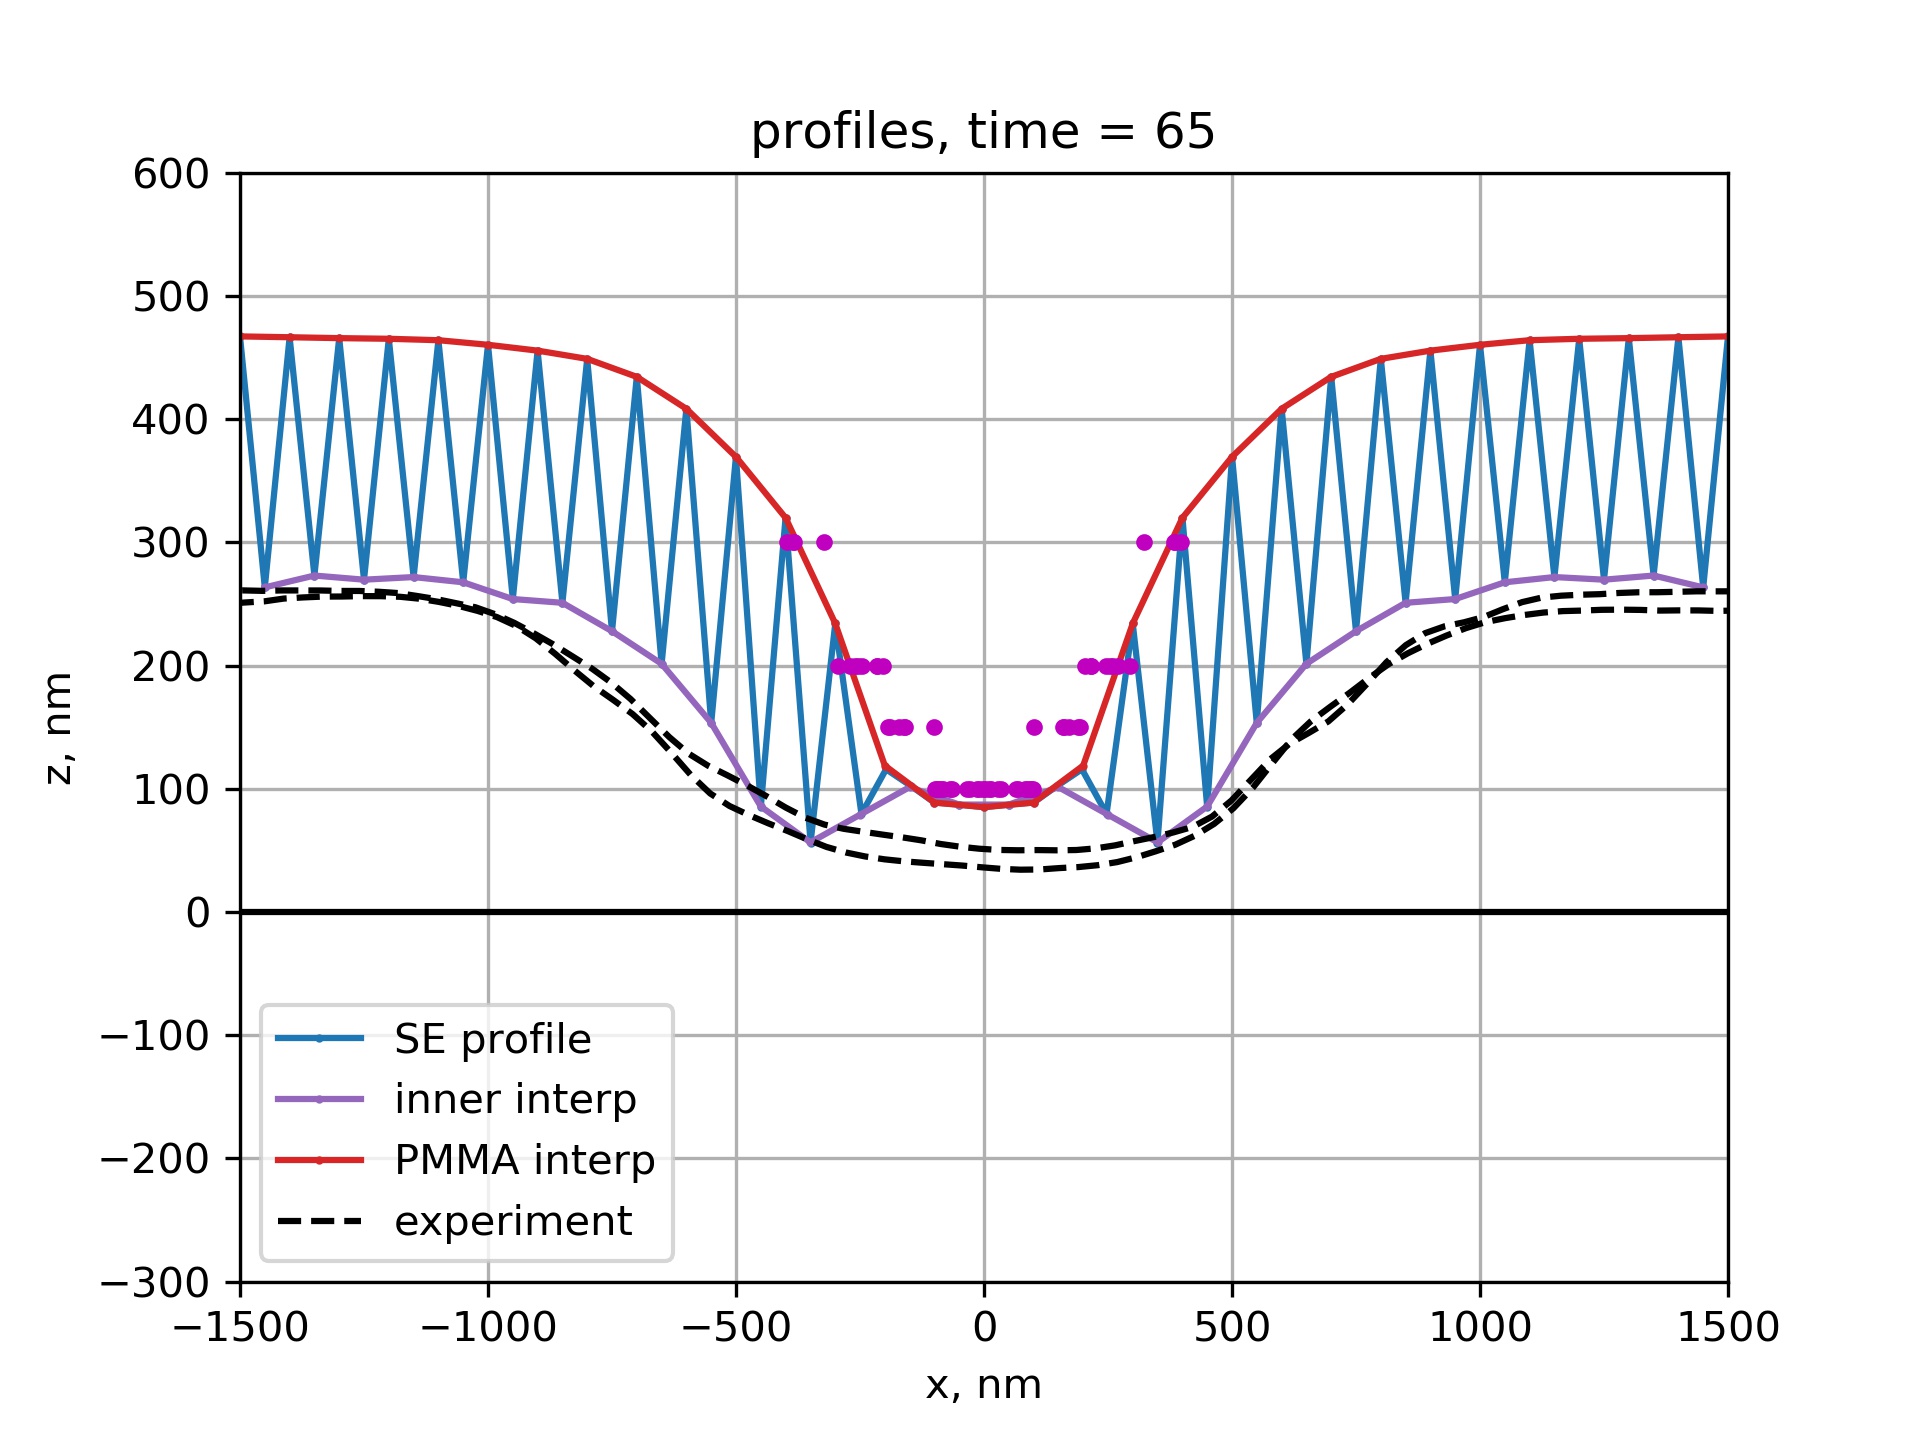 profiles, time = 65
600
500
400
300
200
100
0
−100
−200
−300
z, nm
−1500
−1000
−500
0
500
1000
1500
x, nm
SE profile
inner interp
PMMA interp
experiment